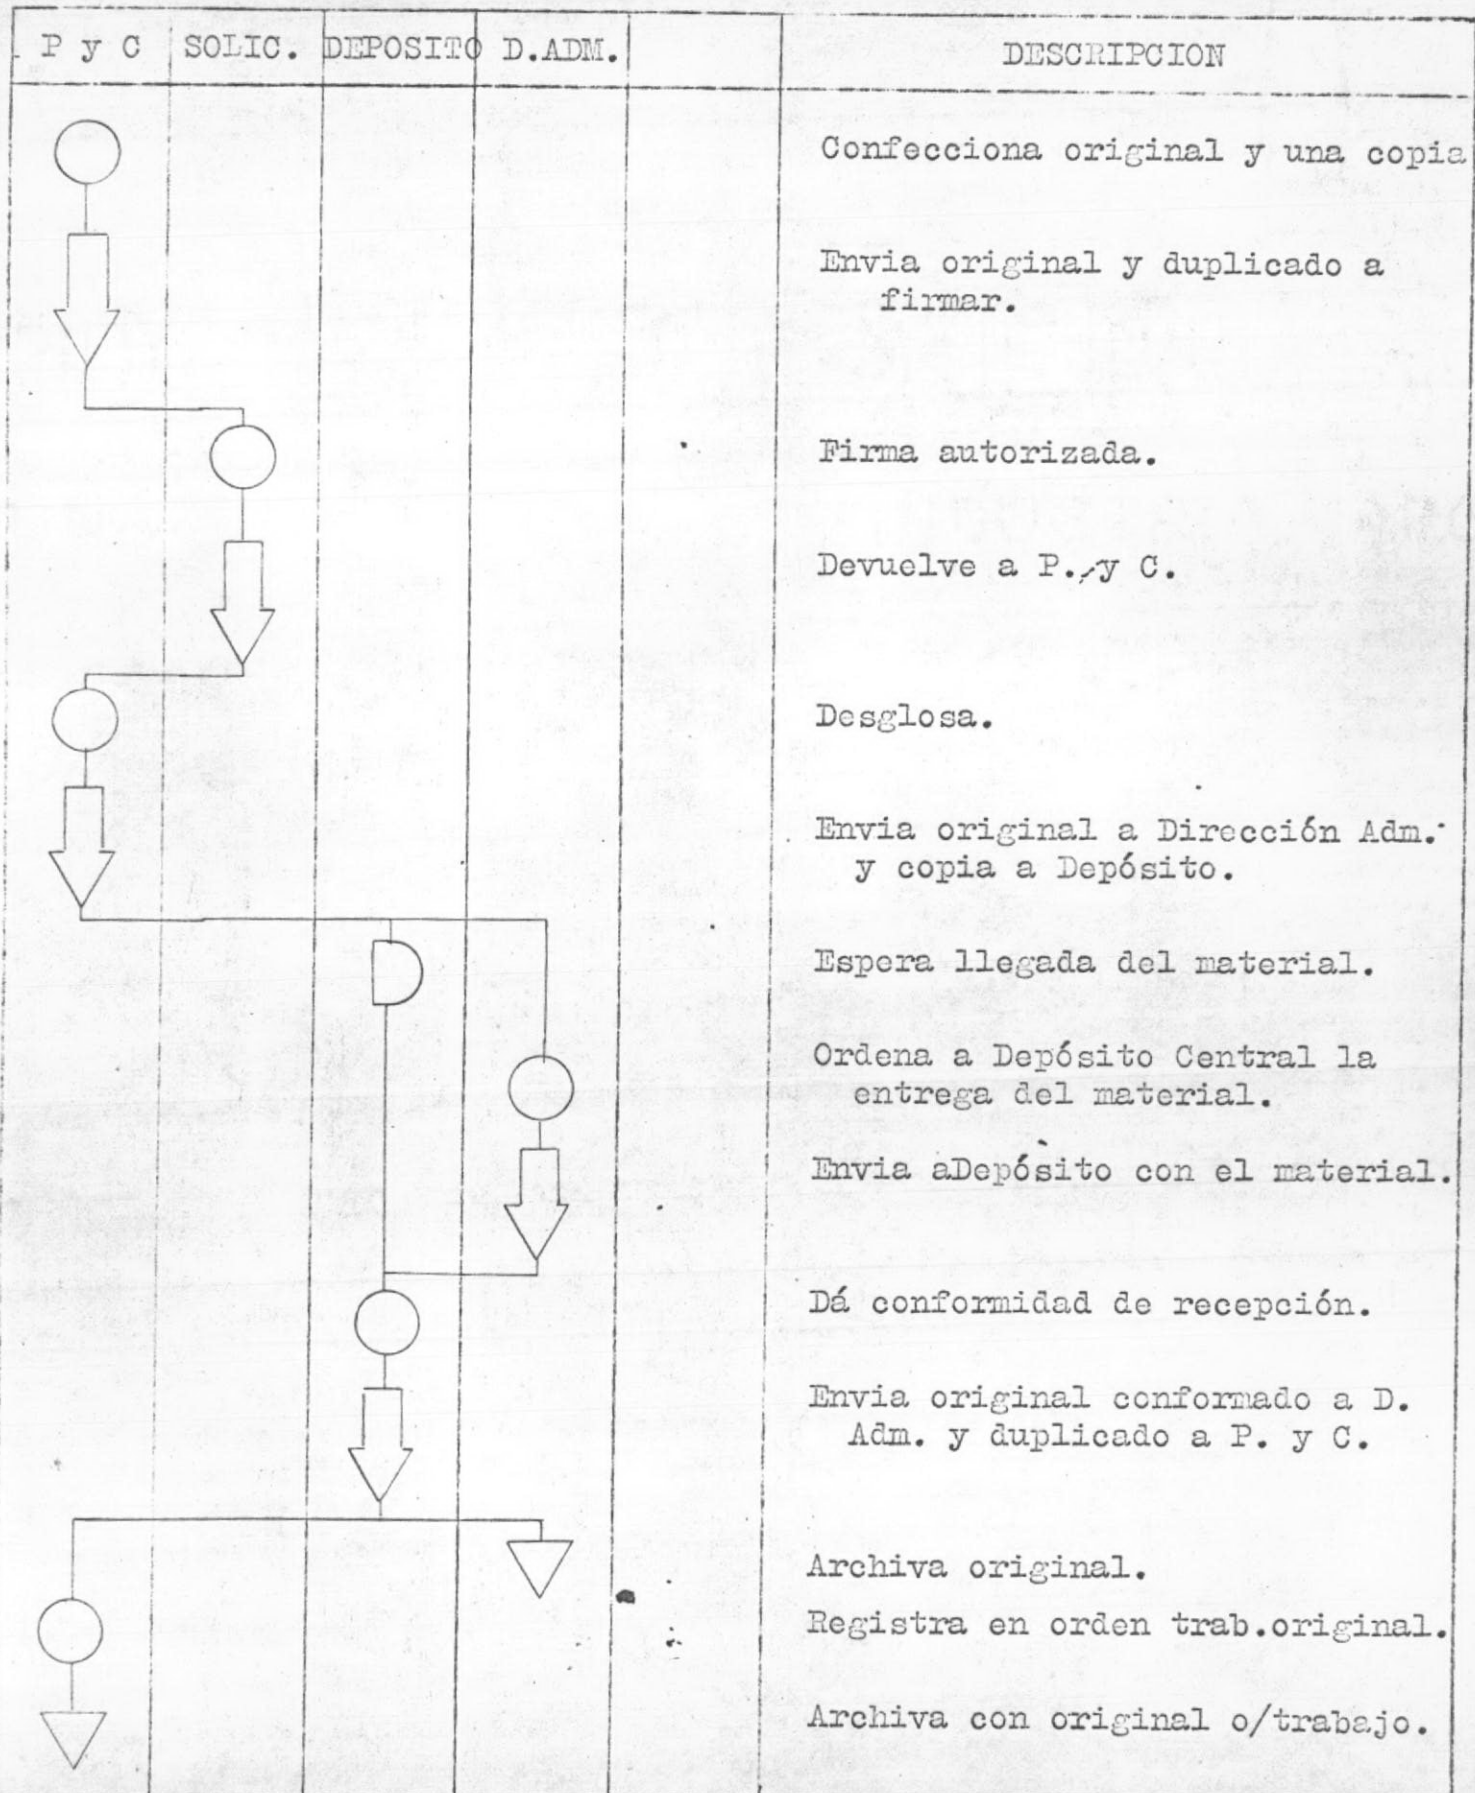 P y C SOLIC. DEPOSITO D.ADM. DESCRIPCION
Confecciona original y una copia
Envia original y duplicado a
firmar.
Firma autorizada.
Devuelve a P. y C.
Desglosa.
Envia original a Dirección Adm.
y copia a Depósito.
Espera llegada del material.
Ordena a Depósito Central la
entrega del material.
Envia aDepósito con el material.
Dá conformidad de recepción.
Envia original conformado a D.
Adm. y duplicado a P. y C.
Archiva original.
Registra en orden trab.original.
Archiva con original o/trabajo.